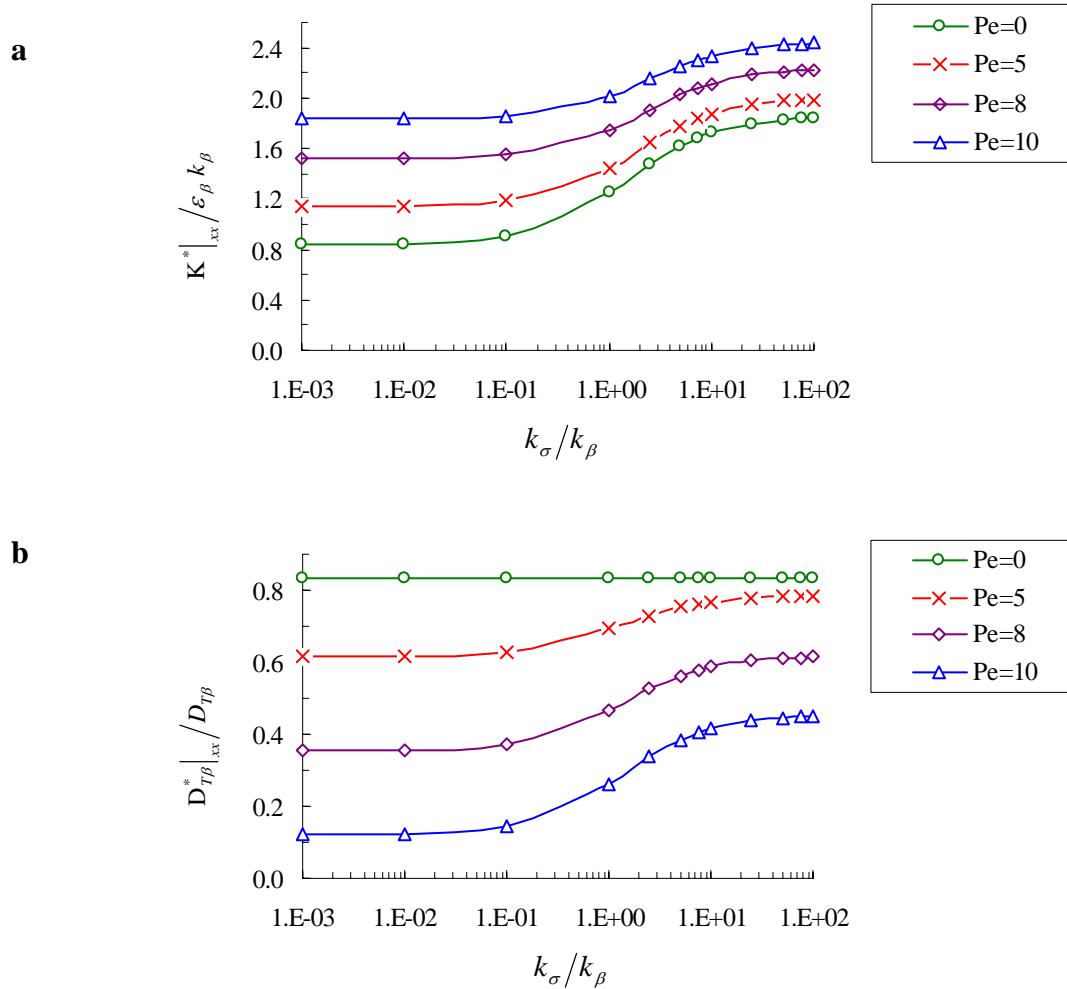 a
K*|xx/εβ kβ
2.4
2.0
1.6
1.2
0.8
0.4
0.0
1.E-03 1.E-02 1.E-01 1.E+00 1.E+01 1.E+02
kσ/kβ
Pe=0
Pe=5
Pe=8
Pe=10
b
D*Tβ|xx/DTβ
0.8
0.6
0.4
0.2
0.0
1.E-03 1.E-02 1.E-01 1.E+00 1.E+01 1.E+02
kσ/kβ
Pe=0
Pe=5
Pe=8
Pe=10